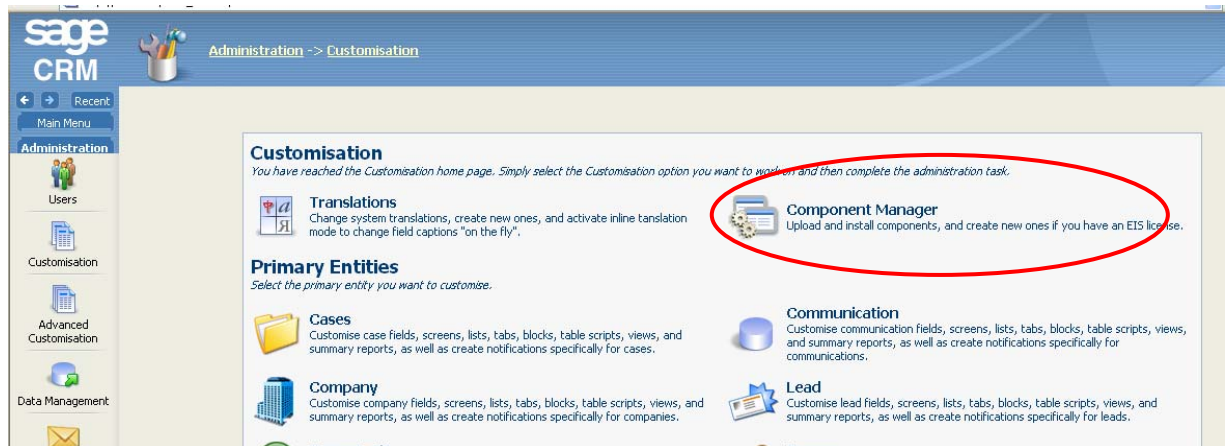 sage
CRM
Administration -> Customisation
Recent
Main Menu
Administration
Users
Customisation
Advanced
Customisation
Data Management
Customisation
You have reached the Customisation home page. Simply select the Customisation option you want to work on and then complete the administration task.
Translations
Change system translations, create new ones, and activate inline tanslation
mode to change field captions "on the fly".
Component Manager
Upload and install components, and create new ones if you have an EIS license.
Primary Entities
Select the primary entity you want to customise.
Cases
Customise case fields, screens, lists, tabs, blocks, table scripts, views, and
summary reports, as well as create notifications specifically for cases.
Communication
Customise communication fields, screens, lists, tabs, blocks, table scripts, views,
and summary reports, as well as create notifications specifically for
communications.
Company
Customise company fields, screens, lists, tabs, blocks, table scripts, views, and
summary reports, as well as create notifications specifically for companies.
Lead
Customise lead fields, screens, lists, tabs, blocks, table scripts, views, and
summary reports, as well as create notifications specifically for leads.